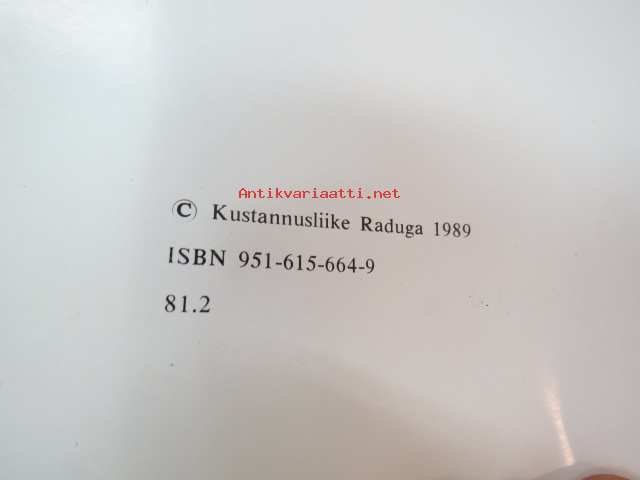 Antikvariaatti.net
© Kustannusliike Raduga 1989
ISBN 951-615-664-9
81.2